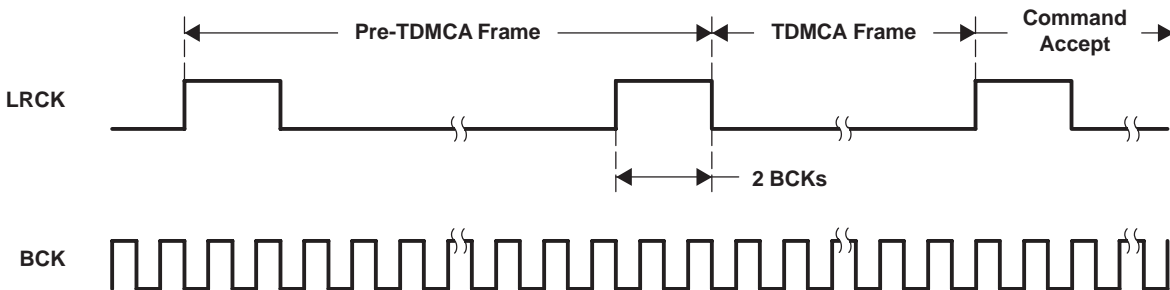 Pre-TDMCA Frame
TDMCA Frame
Command
Accept
LRCK
2 BCKs
BCK